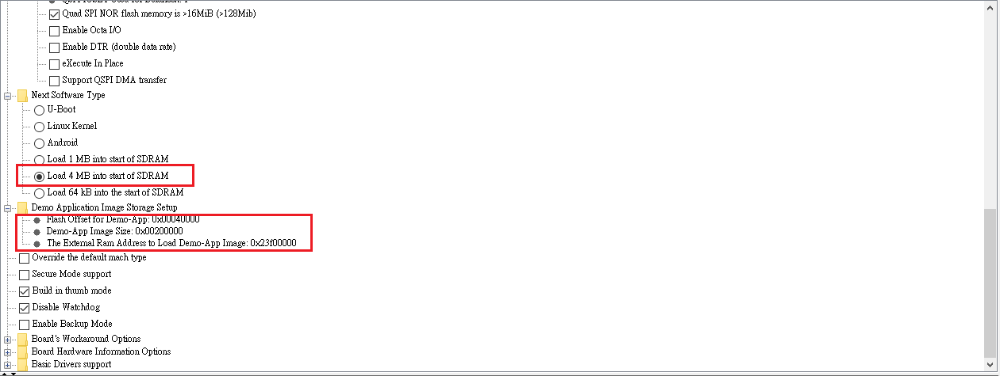 Quad SPI NOR flash memory is >16MiB (>128Mib)
Enable Octa I/O
Enable DTR (double data rate)
eXecute In Place
Support QSPI DMA transfer
Next Software Type
U-Boot
Linux Kernel
Android
Load 1 MB into start of SDRAM
Load 4 MB into start of SDRAM
Load 64 kB into the start of SDRAM
Demo Application Image Storage Setup
Flash Offset for Demo-App: 0x00040000
Demo-App Image Size: 0x00200000
The External Ram Address to Load Demo-App Image: 0x23f00000
Override the default mach type
Secure Mode support
Build in thumb mode
Disable Watchdog
Enable Backup Mode
Board's Workaround Options
Board Hardware Information Options
Basic Drivers support